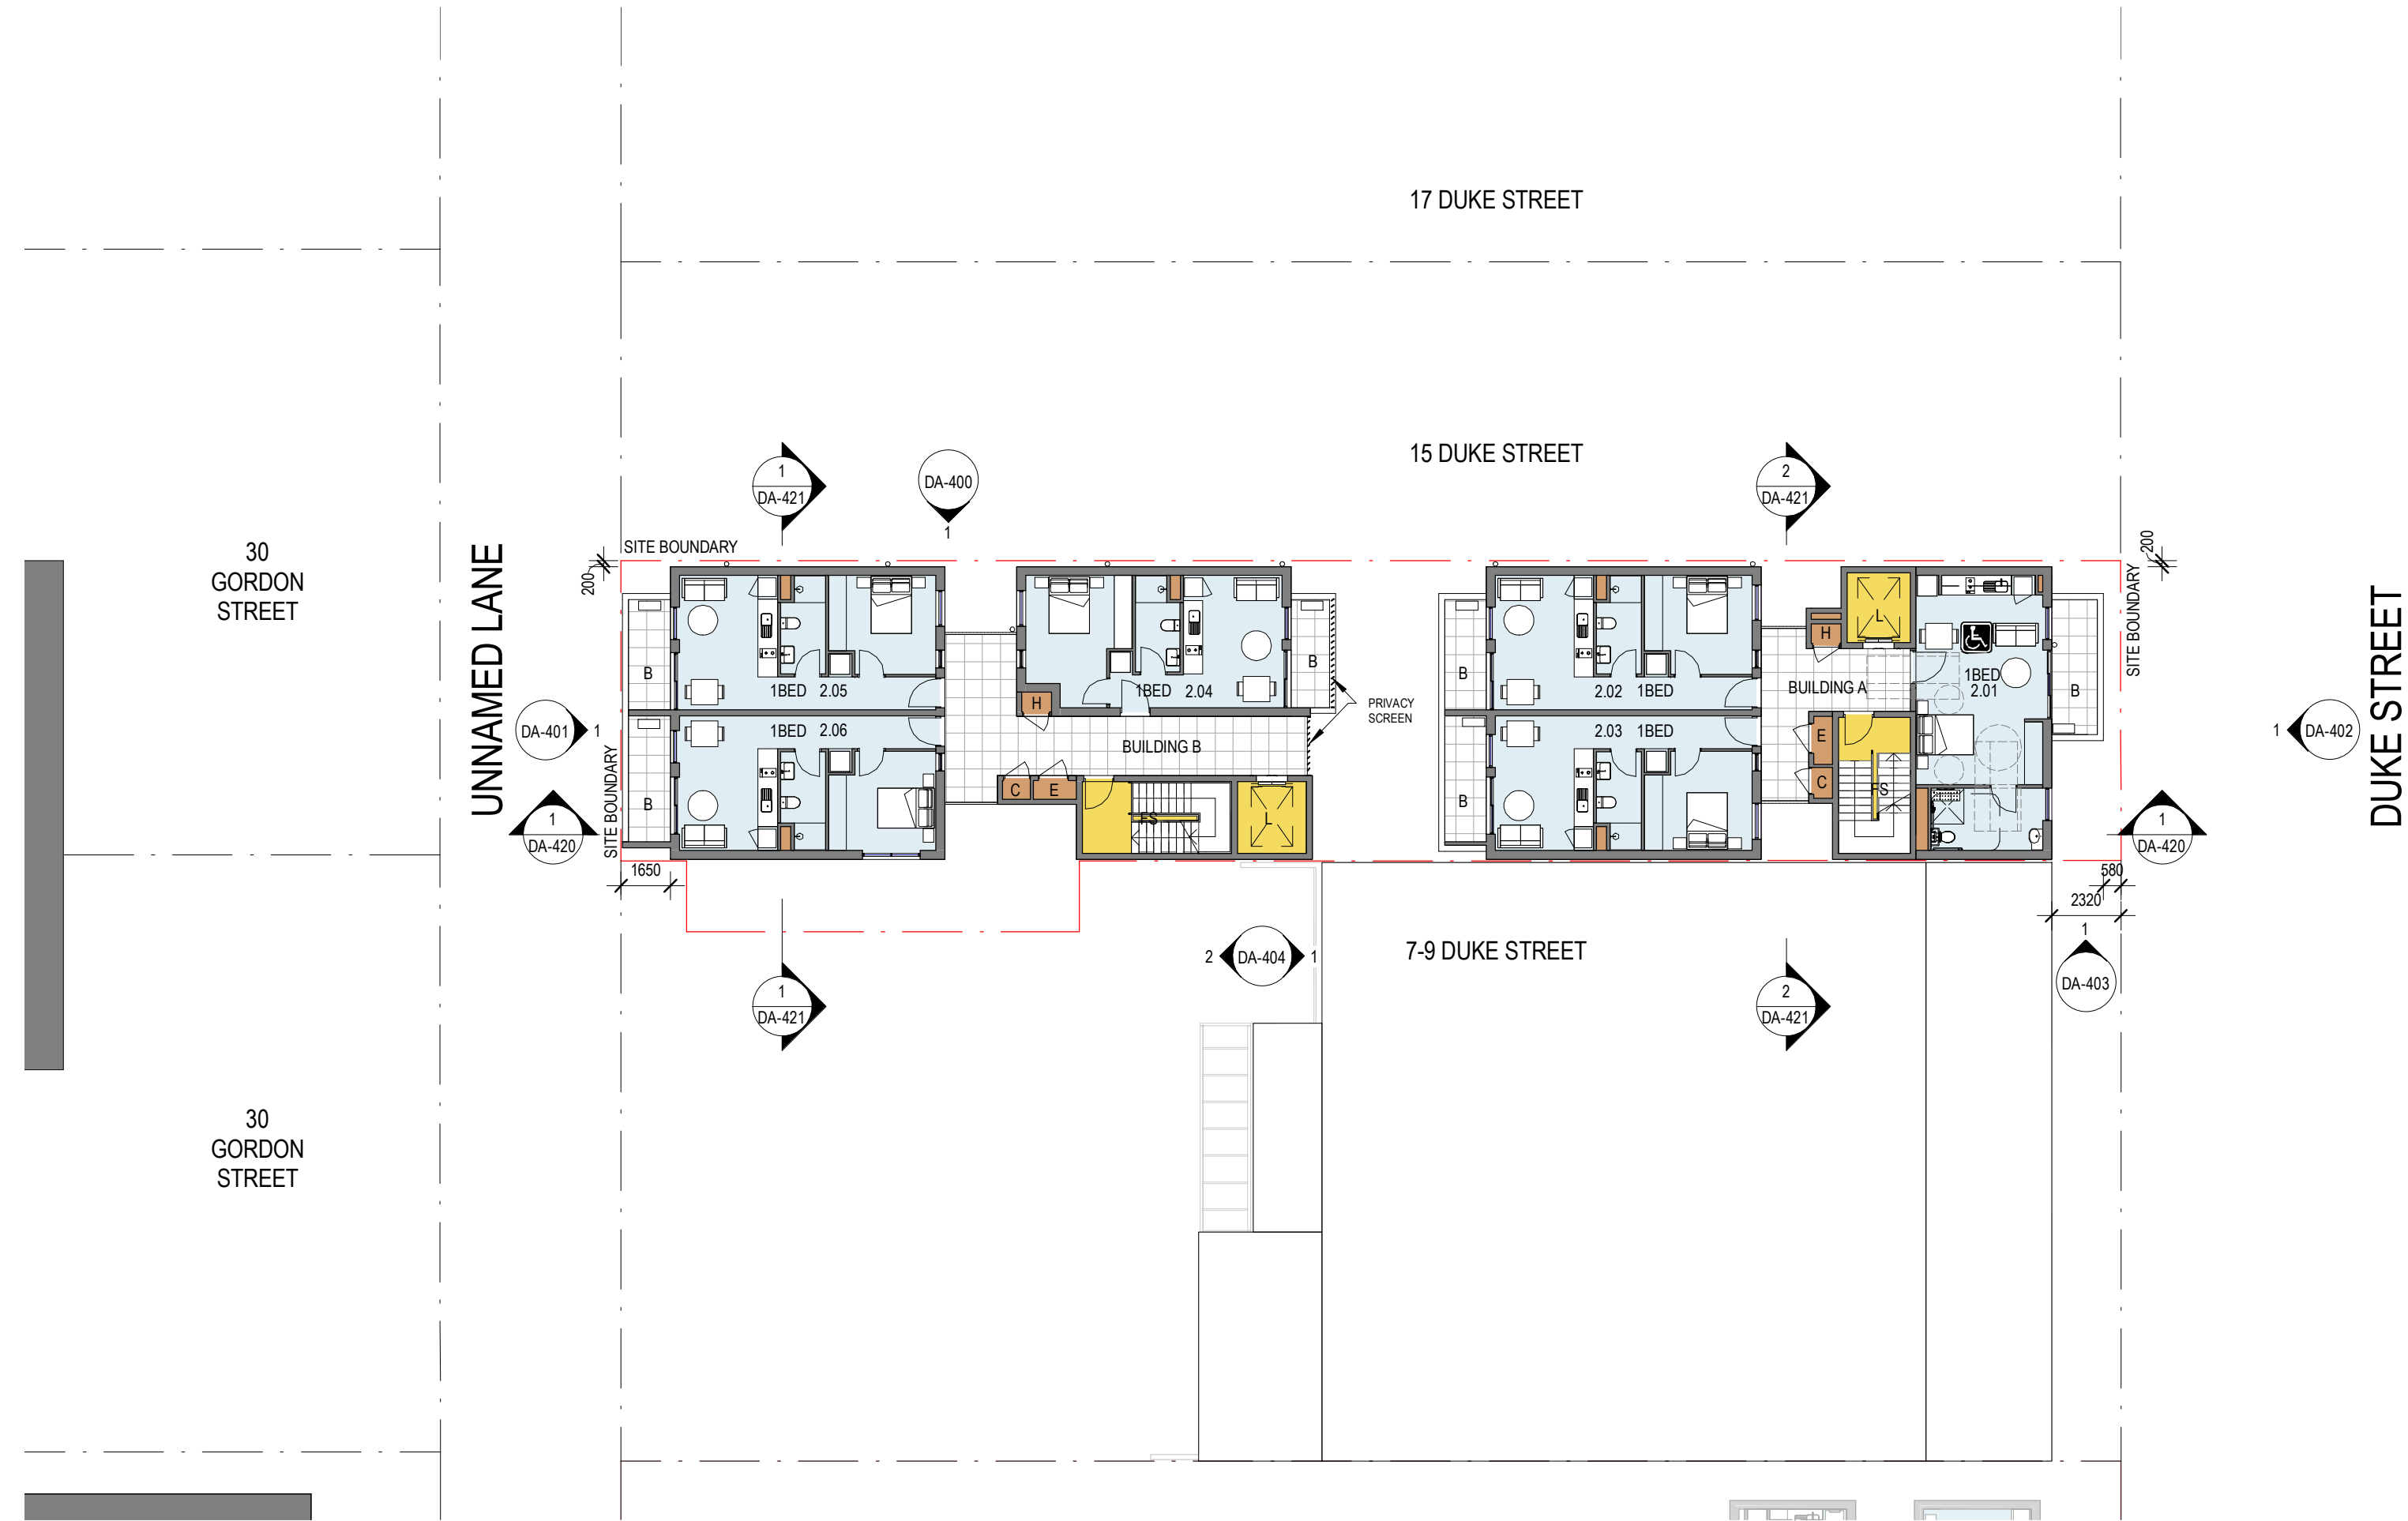 17 DUKE STREET
15 DUKE STREET
1
DA-421
DA-400
1
2
DA-421
30
GORDON
STREET
UNNAMED LANE
200
SITE BOUNDARY
200
SITE BOUNDARY
DUKE STREET
B
1BED 2.05
H
1BED 2.04
B
PRIVACY
SCREEN
B
2.02 1BED
H
L
BUILDING A
1BED
2.01
B
DA-401
1
1BED 2.06
BUILDING B
2.03 1BED
E
C
1
DA-402
SITE BOUNDARY
B
C
E
FS
L
B
FS
1
DA-420
1
DA-420
1650
580
2320
1
DA-403
2
DA-404
1
7-9 DUKE STREET
1
DA-421
2
DA-421
30
GORDON
STREET